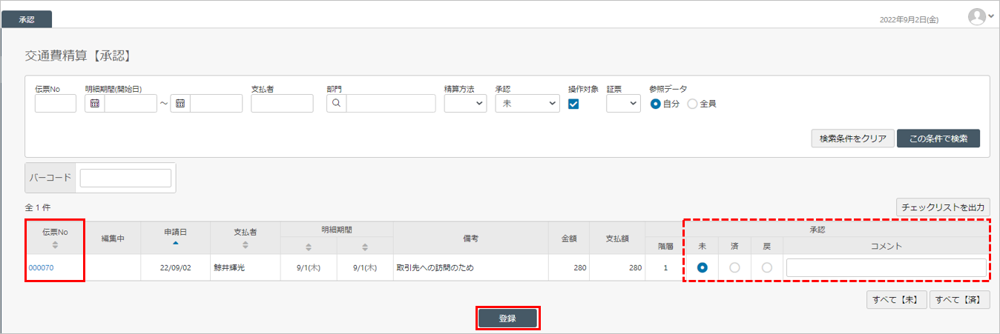 承認
2022年9月2日(金)
交通費精算【承認】
伝票No 明細期間(開始日) 支払者 部門 精算方法 承認 操作対象 証票 参照データ
～ 未 自分 全員
検索条件をクリア この条件で検索
バーコード
全 1 件 チェックリストを出力
伝票No 編集中 申請日 支払者 明細期間 備考 金額 支払額 承認
階層 未 済 戻 コメント
000070 22/09/02 鯨井輝光 9/1(木) 9/1(木) 取引先への訪問のため 280 280 1
すべて【未】 すべて【済】
登録